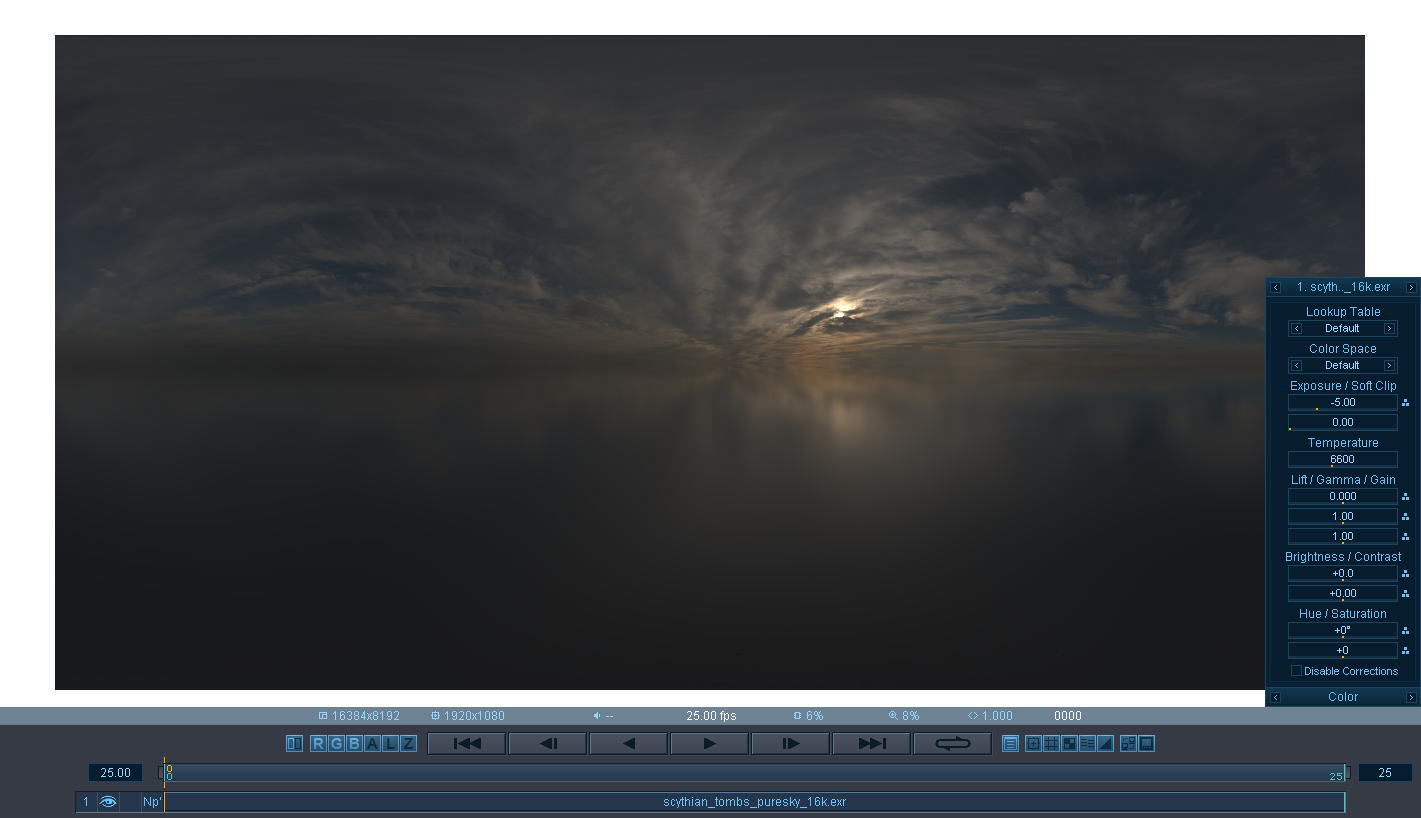 1. scyth.._16k.exr
Lookup Table
Default
Color Space
Default
Exposure / Soft Clip
-5.00
0.00
Temperature
6600
Lift / Gamma / Gain
0.000
1.00
1.00
Brightness / Contrast
+0.0
+0.00
Hue / Saturation
+0°
+0
Disable Corrections
Color
16384x8192 1920x1080 -- 25.00 fps 6% 8% 1.000 0000
R G B A L Z
25.00 0 0 25 25
1 Np' scythian_tombs_puresky_16k.exr